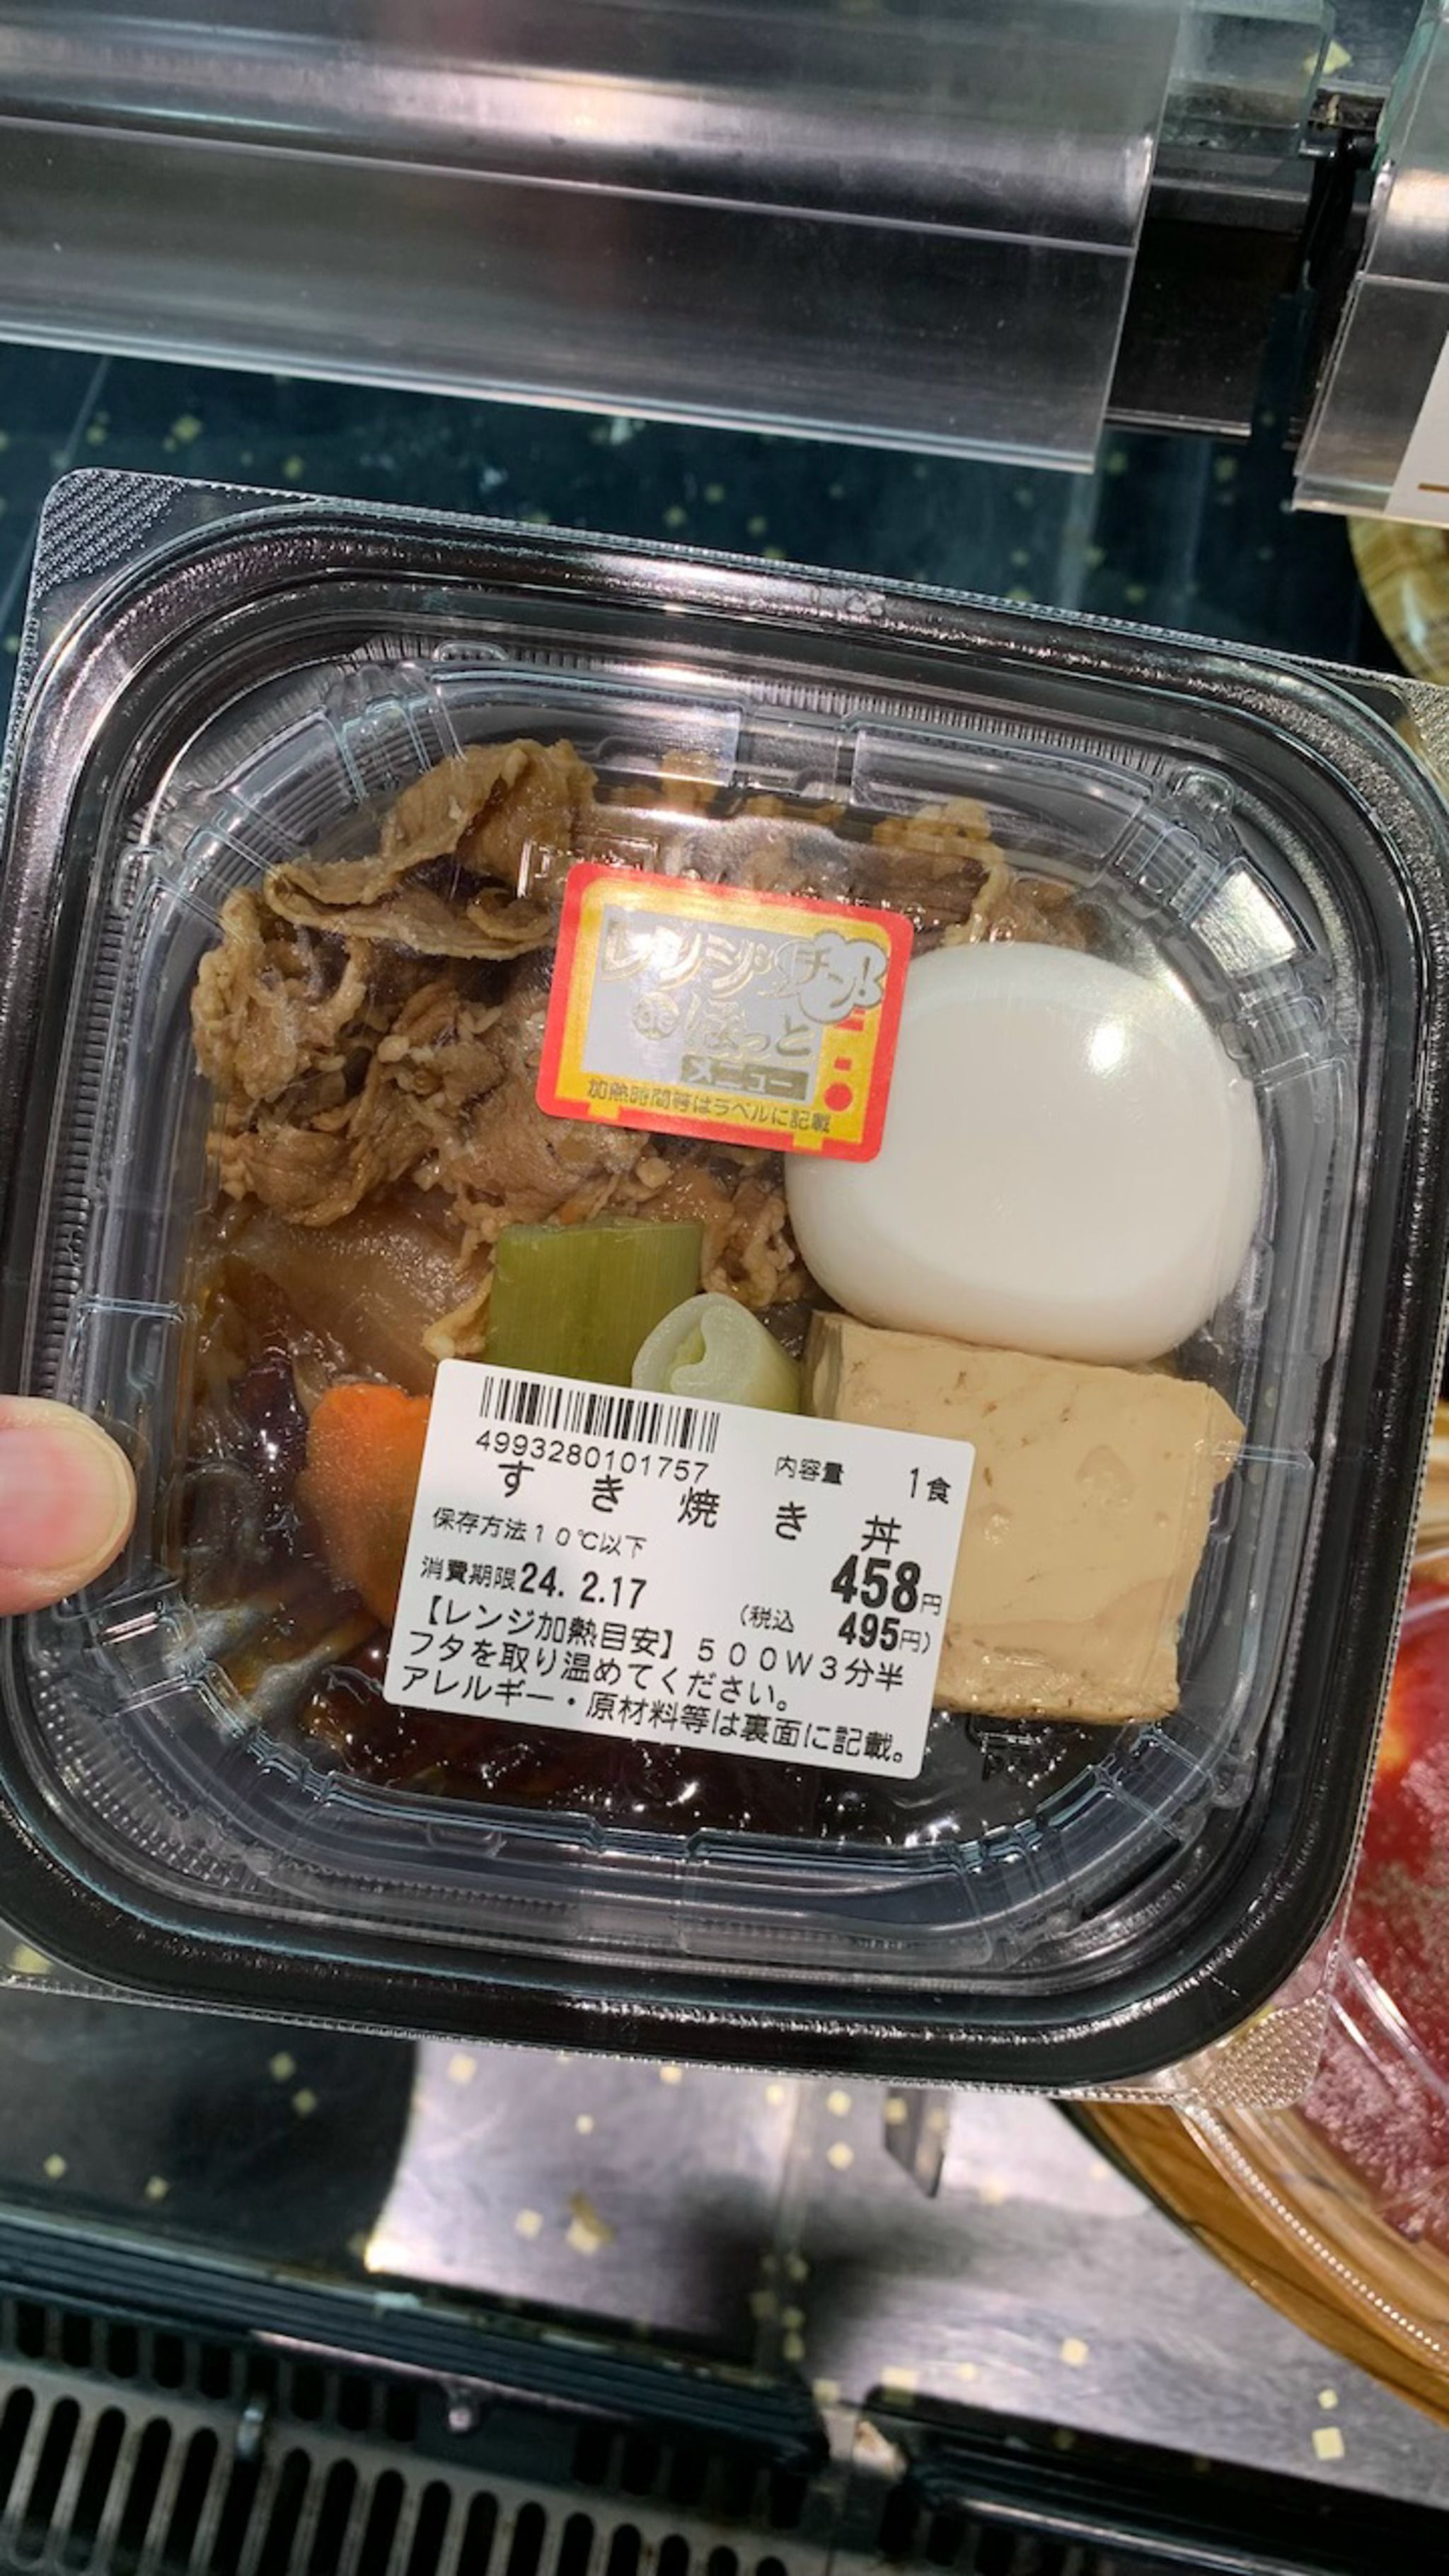 レンジチン!
de ほっと
メニュー
加熱時間等はラベルに記載
4993280101757
内容量 1食
すき焼き丼
保存方法10℃以下
458円
消費期限24. 2.17
(税込 495円)
【レンジ加熱目安】500W3分半
フタを取り温めてください。
アレルギー・原材料等は裏面に記載。